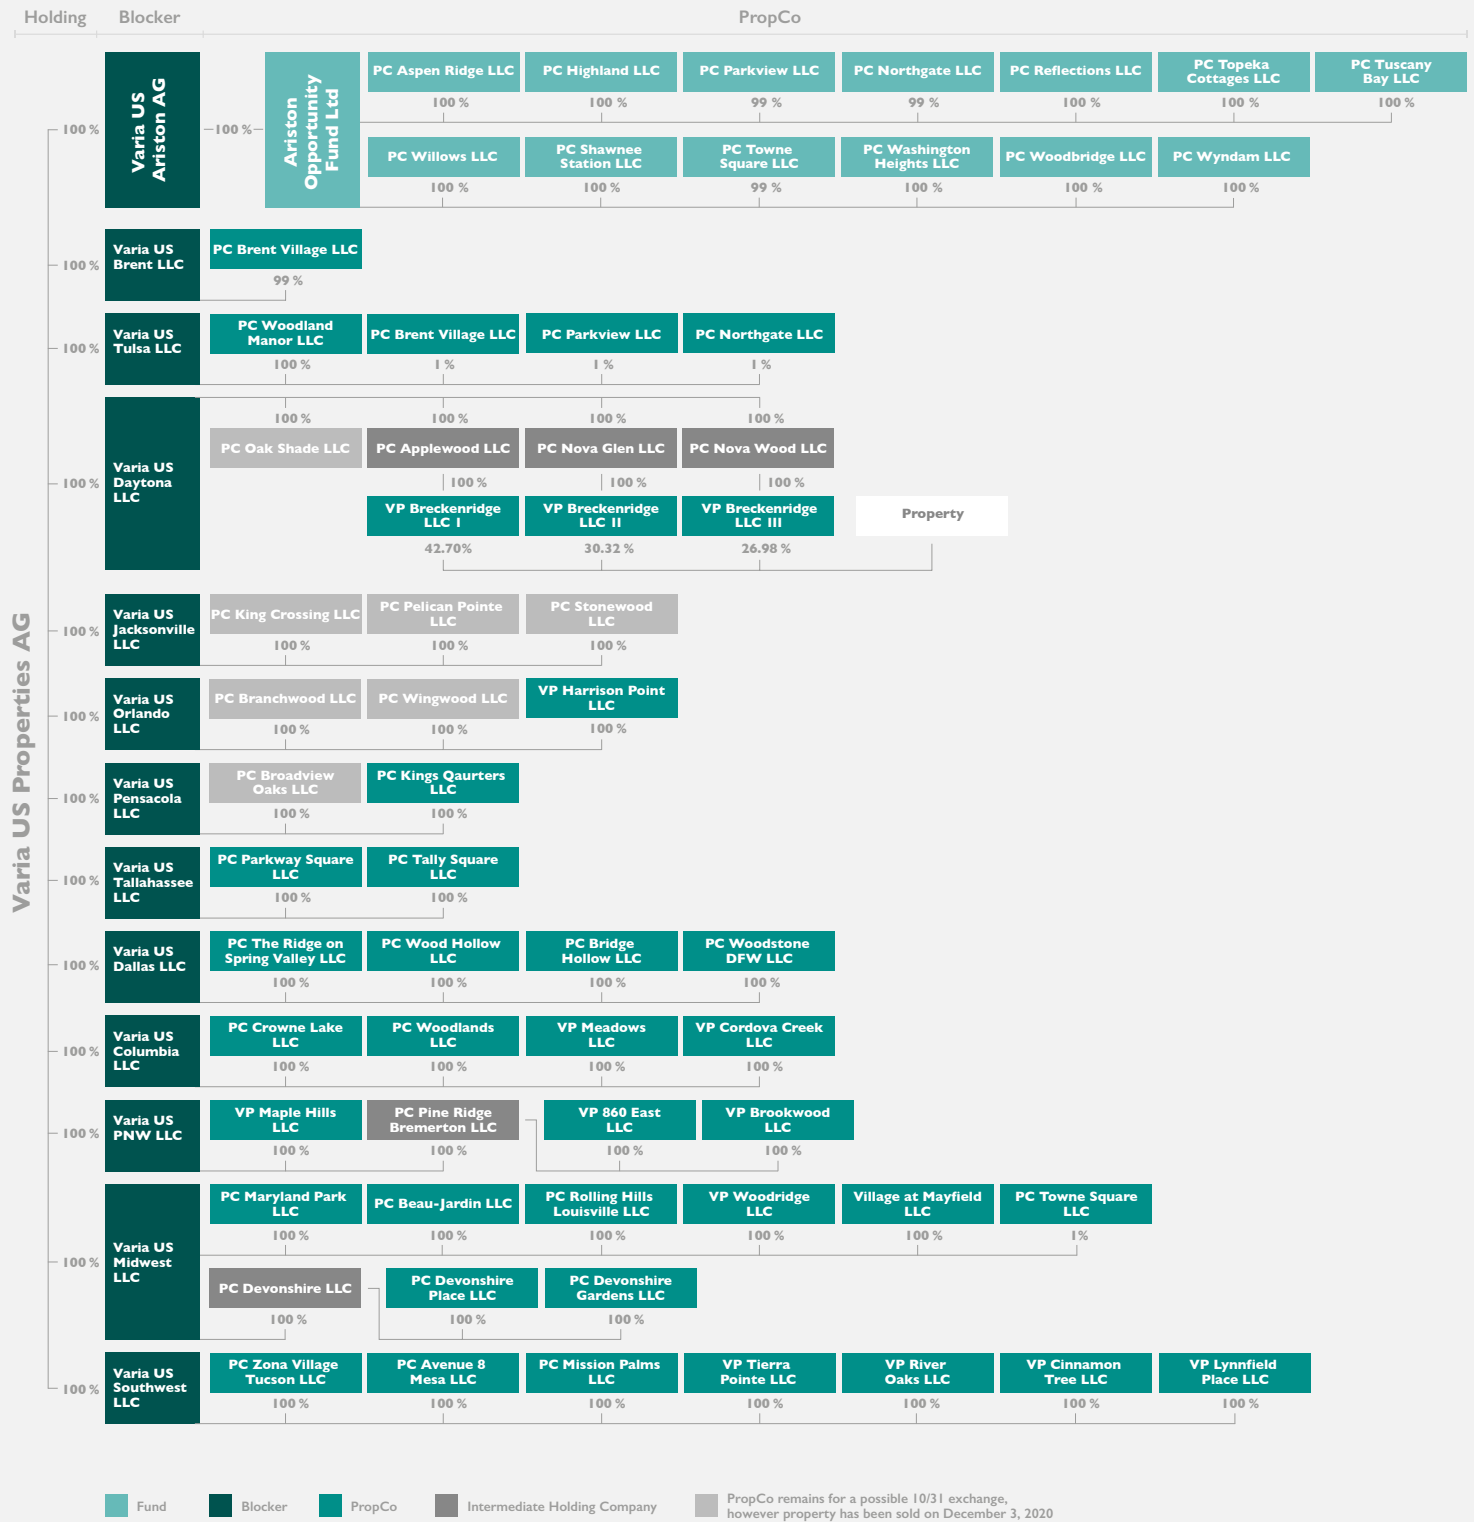 Holding
Blocker
PropCo
Varia US Properties AG
100 %
Varia US
Ariston AG
100 %
Ariston
Opportunity
Fund Ltd
PC Aspen Ridge LLC
PC Highland LLC
PC Parkview LLC
PC Northgate LLC
PC Reflections LLC
PC Topeka
Cottages LLC
PC Tuscany
Bay LLC
100 %
100 %
99 %
99 %
100 %
100 %
100 %
PC Willows LLC
PC Shawnee
Station LLC
PC Towne
Square LLC
PC Washington
Heights LLC
PC Woodbridge LLC
PC Wyndam LLC
100 %
100 %
99 %
100 %
100 %
100 %
100 %
Varia US
Brent LLC
PC Brent Village LLC
99 %
100 %
Varia US
Tulsa LLC
PC Woodland
Manor LLC
PC Brent Village LLC
PC Parkview LLC
PC Northgate LLC
100 %
1 %
1 %
1 %
100 %
Varia US
Daytona
LLC
100 %
100 %
100 %
100 %
PC Oak Shade LLC
PC Applewood LLC
PC Nova Glen LLC
PC Nova Wood LLC
100 %
100 %
100 %
VP Breckenridge
LLC I
VP Breckenridge
LLC II
VP Breckenridge
LLC III
Property
42.70%
30.32 %
26.98 %
100 %
Varia US
Jacksonville
LLC
PC King Crossing LLC
PC Pelican Pointe
LLC
PC Stonewood
LLC
100 %
100 %
100 %
100 %
Varia US
Orlando
LLC
PC Branchwood LLC
PC Wingwood LLC
VP Harrison Point
LLC
100 %
100 %
100 %
100 %
Varia US
Pensacola
LLC
PC Broadview
Oaks LLC
PC Kings Qaurters
LLC
100 %
100 %
100 %
Varia US
Tallahassee
LLC
PC Parkway Square
LLC
PC Tally Square
LLC
100 %
100 %
100 %
Varia US
Dallas LLC
PC The Ridge on
Spring Valley LLC
PC Wood Hollow
LLC
PC Bridge
Hollow LLC
PC Woodstone
DFW LLC
100 %
100 %
100 %
100 %
100 %
Varia US
Columbia
LLC
PC Crowne Lake
LLC
PC Woodlands
LLC
VP Meadows
LLC
VP Cordova Creek
LLC
100 %
100 %
100 %
100 %
100 %
Varia US
PNW LLC
VP Maple Hills
LLC
PC Pine Ridge
Bremerton LLC
VP 860 East
LLC
VP Brookwood
LLC
100 %
100 %
100 %
100 %
100 %
Varia US
Midwest
LLC
PC Maryland Park
LLC
PC Beau-Jardin LLC
PC Rolling Hills
Louisville LLC
VP Woodridge
LLC
Village at Mayfield
LLC
PC Towne Square
LLC
100 %
100 %
100 %
100 %
100 %
1%
PC Devonshire LLC
PC Devonshire
Place LLC
PC Devonshire
Gardens LLC
100 %
100 %
100 %
100 %
Varia US
Southwest
LLC
PC Zona Village
Tucson LLC
PC Avenue 8
Mesa LLC
PC Mission Palms
LLC
VP Tierra
Pointe LLC
VP River
Oaks LLC
VP Cinnamon
Tree LLC
VP Lynnfield
Place LLC
100 %
100 %
100 %
100 %
100 %
100 %
100 %
Fund
Blocker
PropCo
Intermediate Holding Company
PropCo remains for a possible 10/31 exchange,
however property has been sold on December 3, 2020